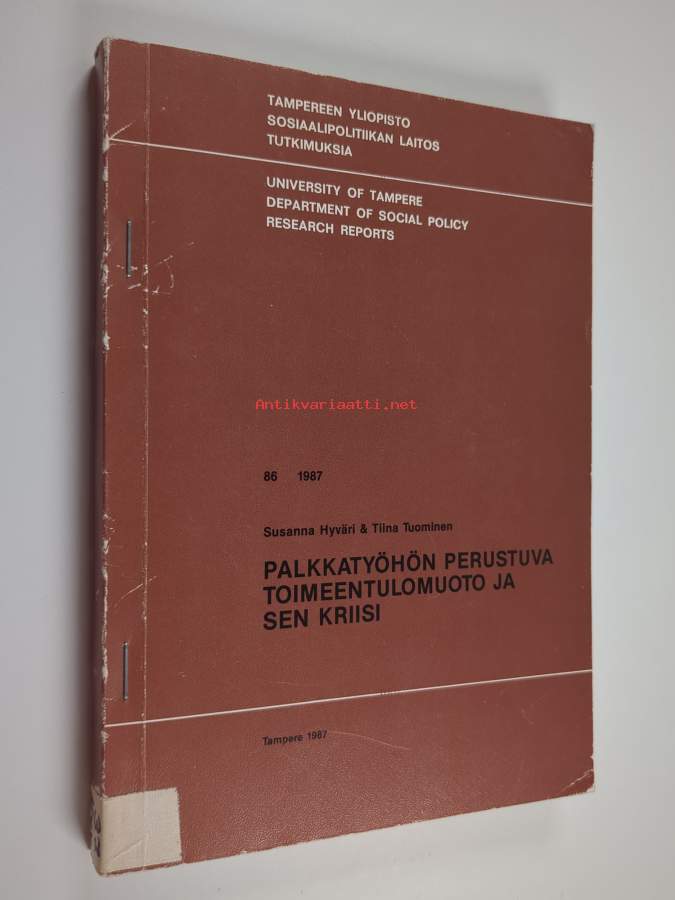 TAMPEREEN YLIOPISTO
SOSIAALIPOLITIIKAN LAITOS
TUTKIMUKSIA
UNIVERSITY OF TAMPERE
DEPARTMENT OF SOCIAL POLICY
RESEARCH REPORTS
Antikvariaatti.net
86 1987
Susanna Hyväri & Tiina Tuominen
PALKKATYÖHÖN PERUSTUVA
TOIMEENTULOMUOTO JA
SEN KRIISI
Tampere 1987